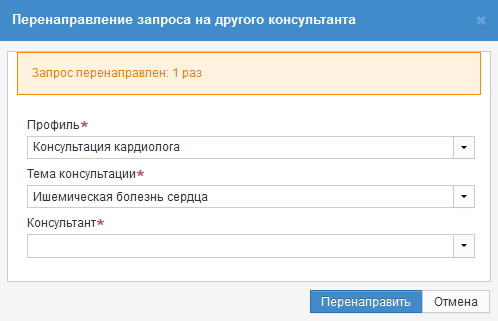 Перенаправление запроса на другого консультанта
Запрос перенаправлен: 1 раз
Профиль*
Консультация кардиолога
Тема консультации*
Ишемическая болезнь сердца
Консультант*
Перенаправить Отмена